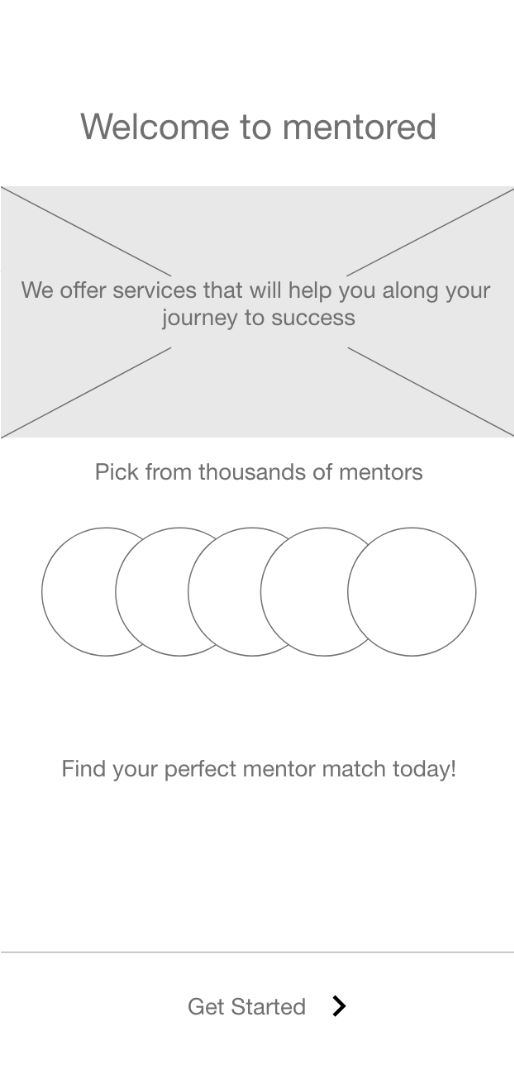 Welcome to mentored
We offer services that will help you along your
journey to success
Pick from thousands of mentors
Find your perfect mentor match today!
Get Started